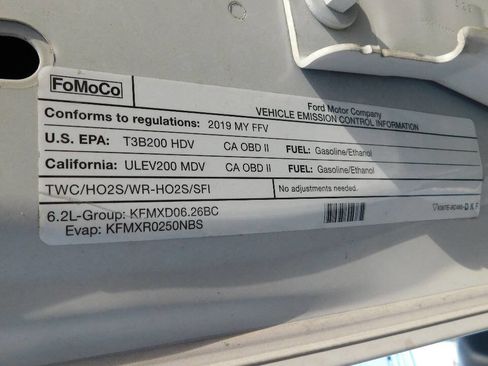 FoMoCo
Ford Motor Company
VEHICLE EMISSION CONTROL INFORMATION
Conforms to regulations: 2019 MY FFV
U.S. EPA: T3B200 HDV CA OBD II FUEL: Gasoline/Ethanol
California: ULEV200 MDV CA OBD II FUEL: Gasoline/Ethanol
TWC/HO2S/WR-HO2S/SFI No adjustments needed.
6.2L-Group: KFMXD06.26BC
Evap: KFMXR0250NBS